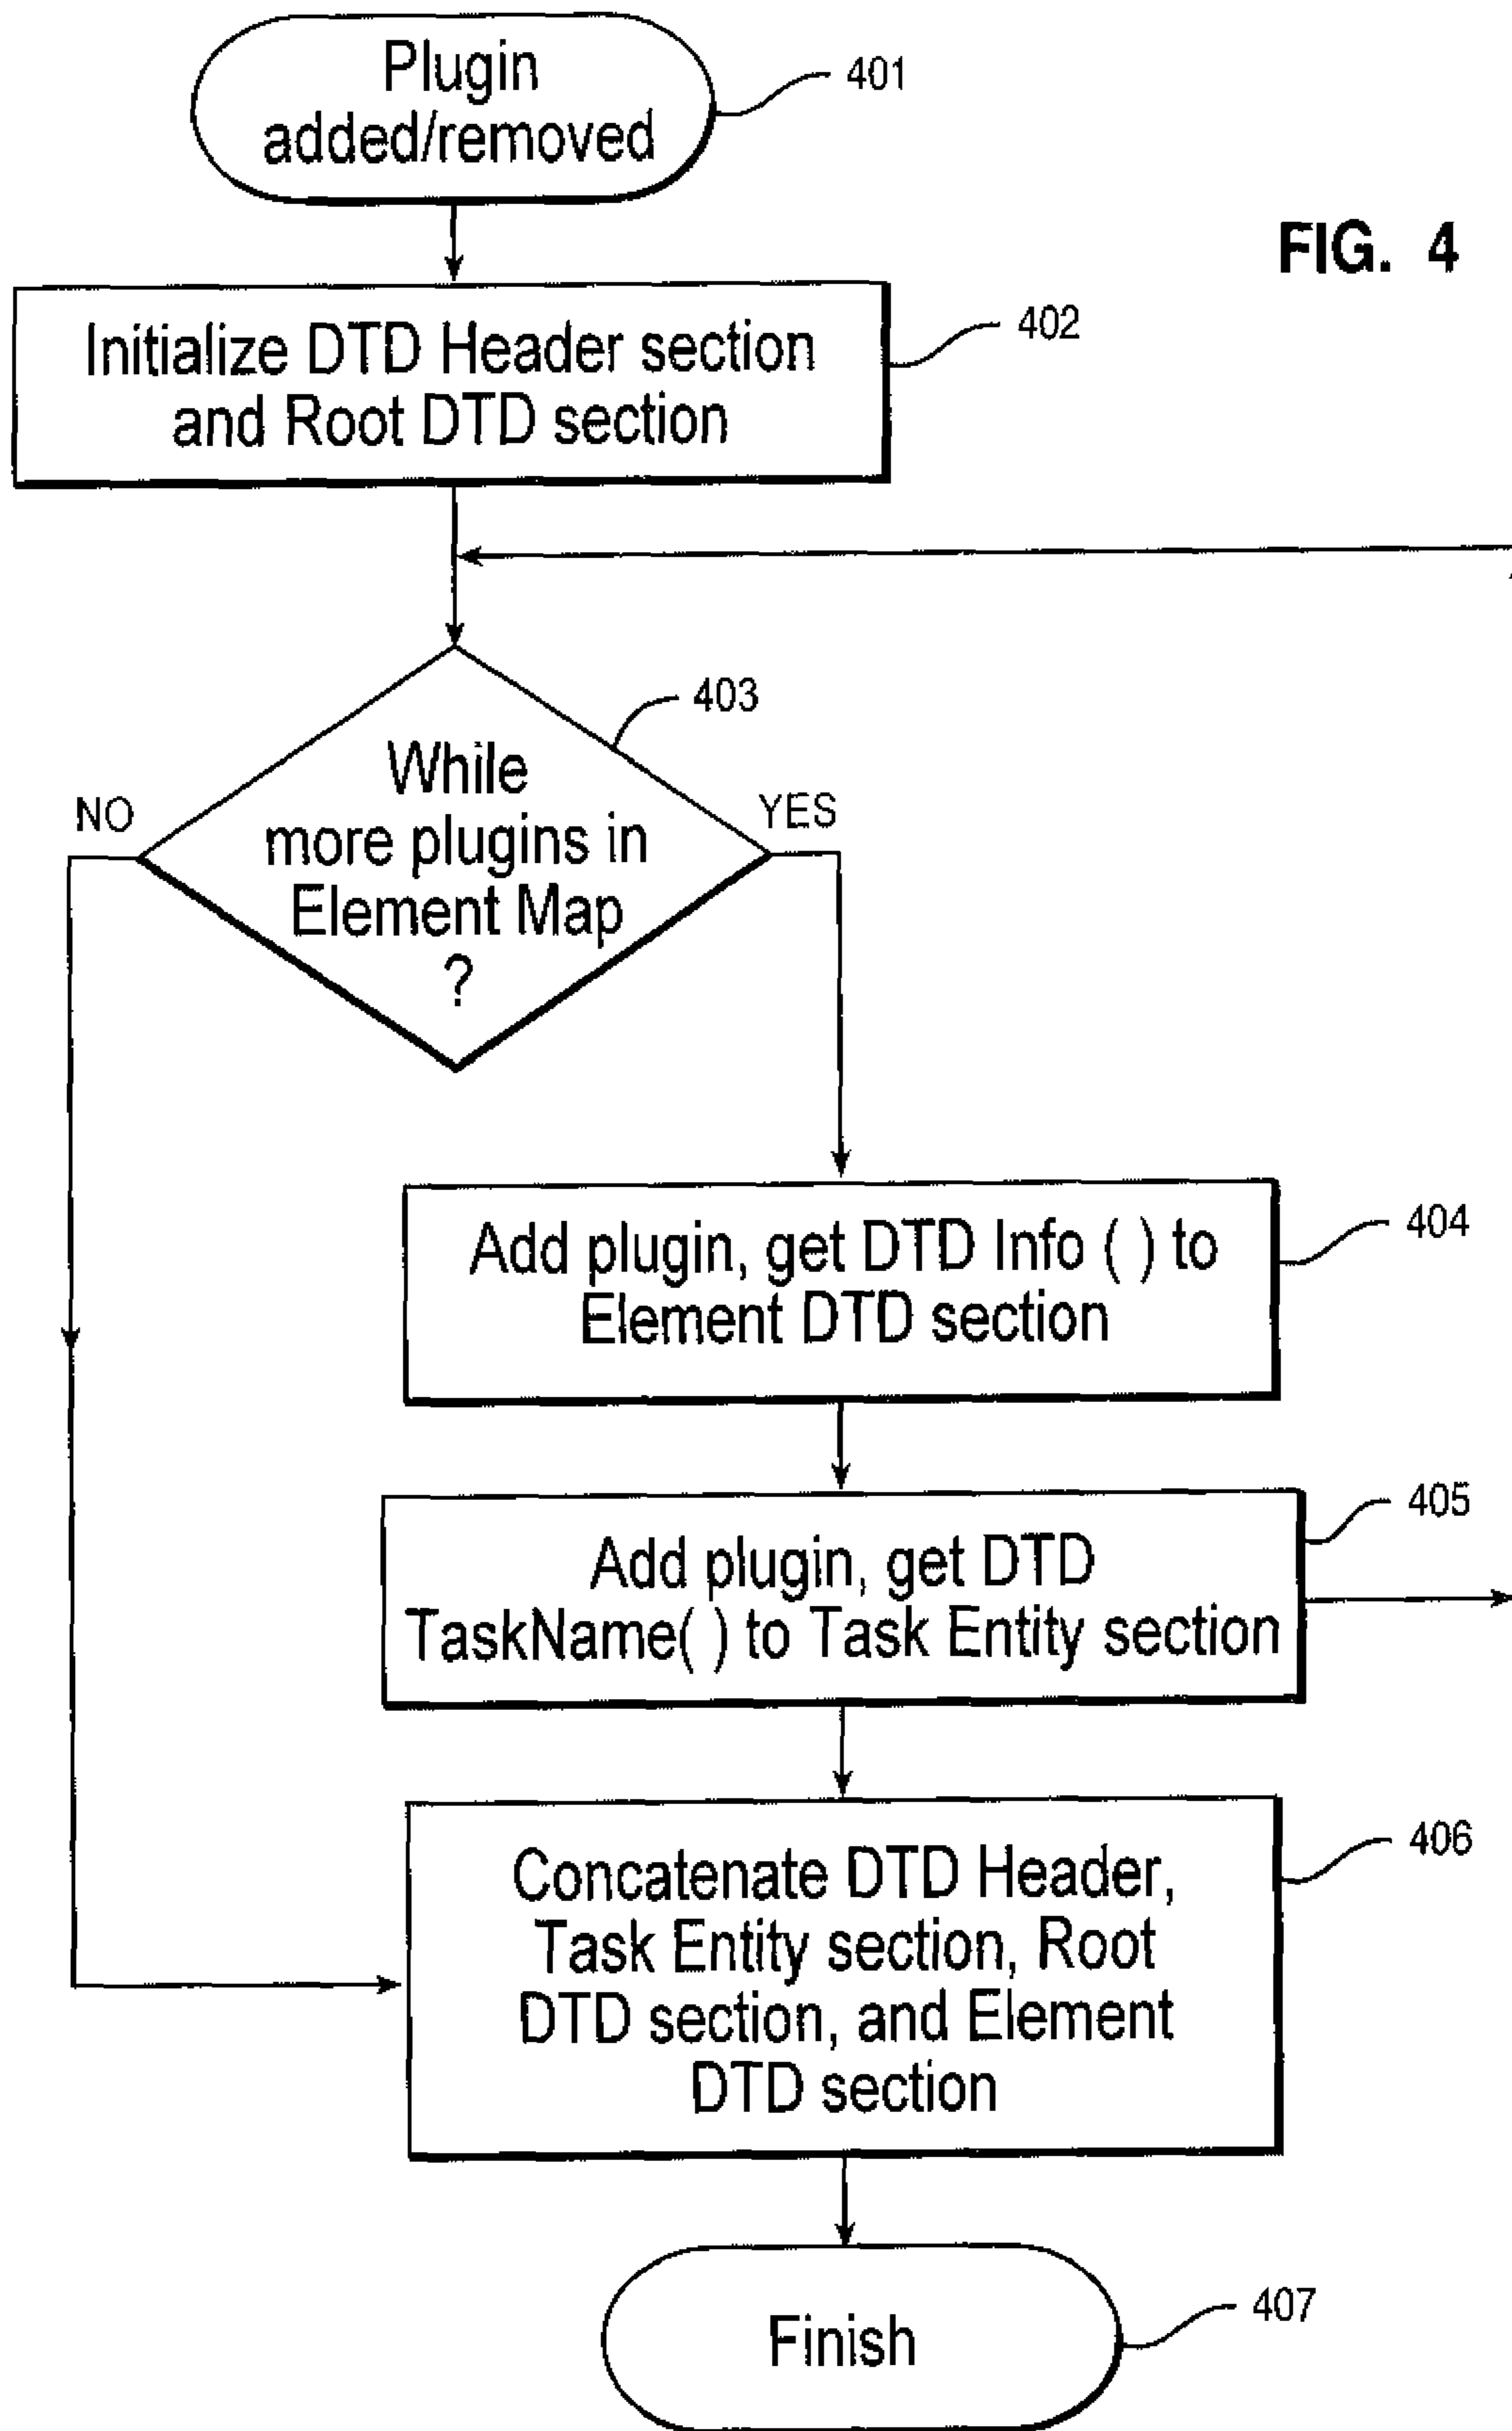 Plugin
added/removed
401
FIG. 4
Initialize DTD Header section
and Root DTD section
402
403
While
more plugins in
Element Map
?
NO
YES
Add plugin, get DTD Info ( ) to
Element DTD section
404
Add plugin, get DTD
TaskName( ) to Task Entity section
405
Concatenate DTD Header,
Task Entity section, Root
DTD section, and Element
DTD section
406
Finish
407